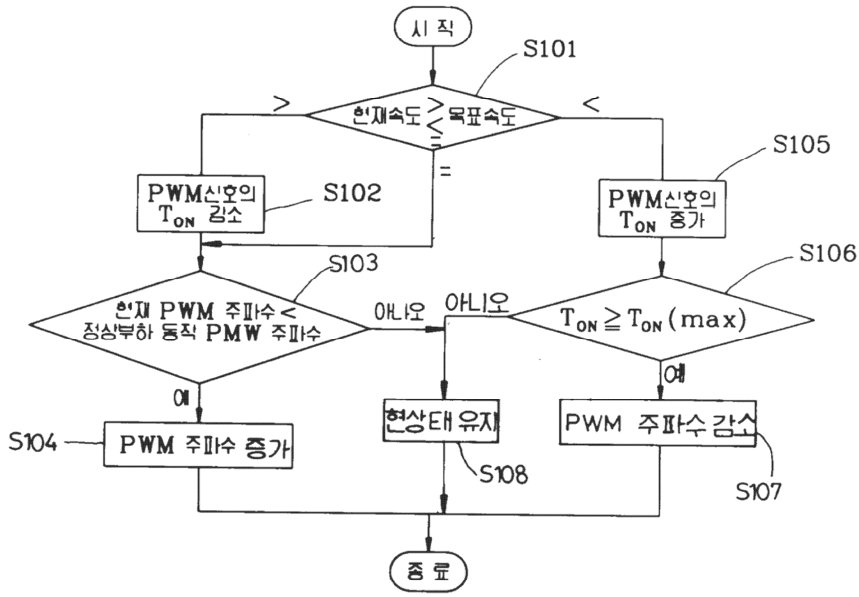 시작
S101
현재속도 > < = 목표속도
>
<
=
S105
PWM신호의
T_ON 감소
S102
PWM신호의
T_ON 증가
S103
S106
현재 PWM 주파수 <
정상부하 동작 PMW 주파수
아니오
아니오
T_ON ≧ T_ON (max)
예
예
S104
PWM 주파수 증가
현상태 유지
PWM 주파수 감소
S108
S107
종료